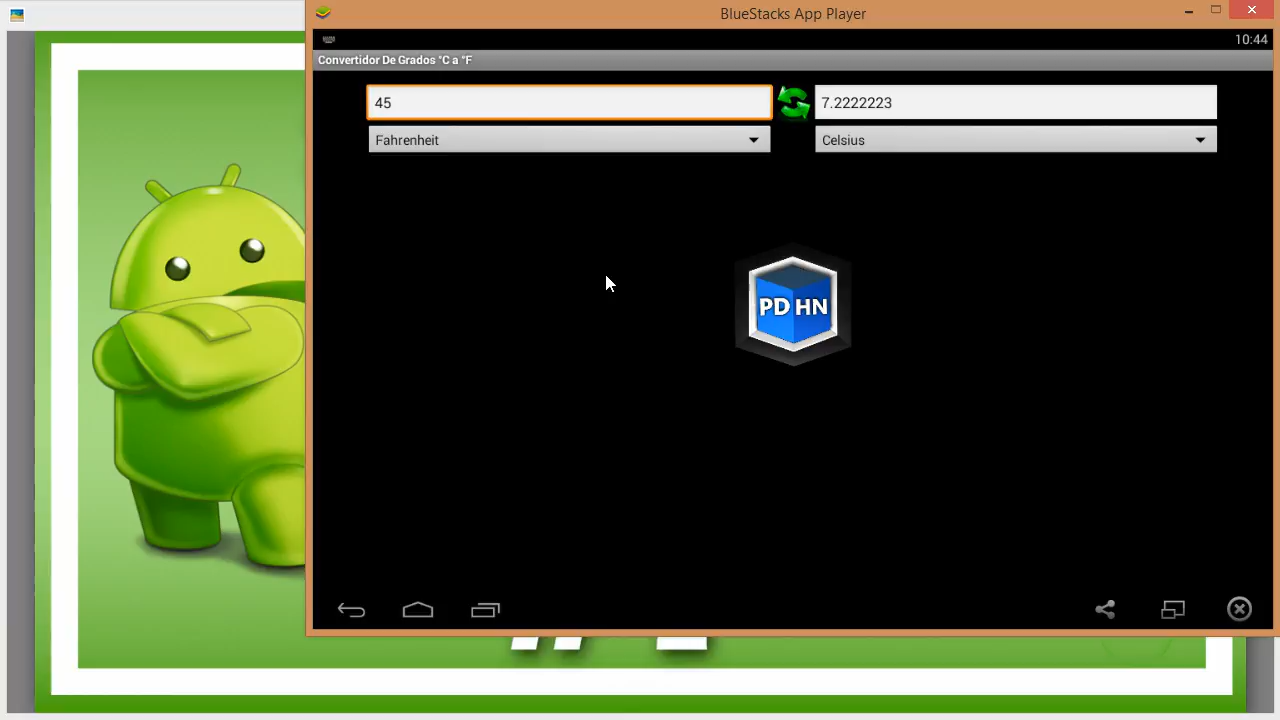 BlueStacks App Player
10:44
Convertidor De Grados °C a °F
45
7.2222223
Fahrenheit
Celsius
PD HN